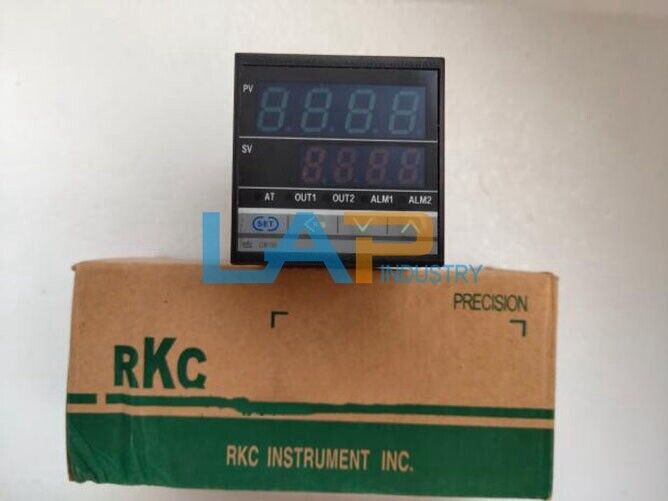 PV
8.8.8.8.
SV
8.8.8.8.
AT OUT1 OUT2 ALM1 ALM2
SET
LAP
INDUSTRY
PRECISION
RKC
RKC INSTRUMENT INC.